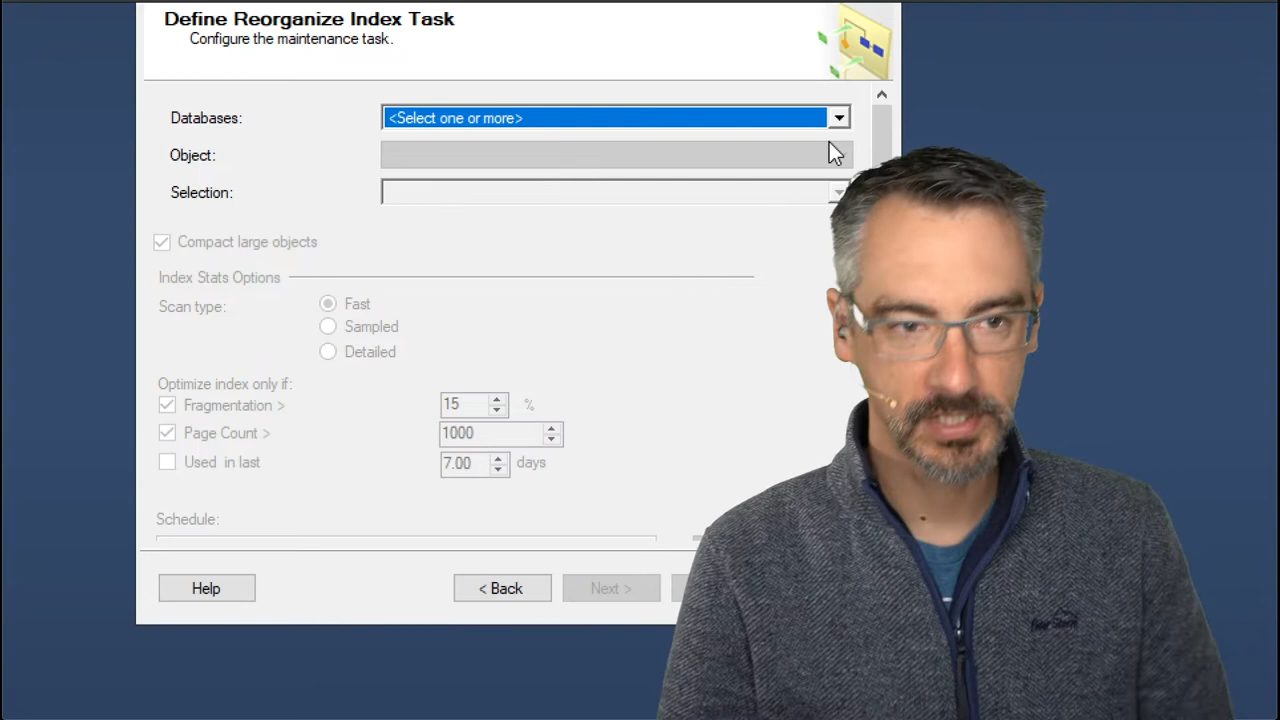 Define Reorganize Index Task
Configure the maintenance task.
Databases: <Select one or more>
Object:
Selection:
Compact large objects
Index Stats Options
Scan type: Fast
Sampled
Detailed
Optimize index only if:
Fragmentation > 15 %
Page Count > 1000
Used in last 7.00 days
Schedule:
Help < Back Next >